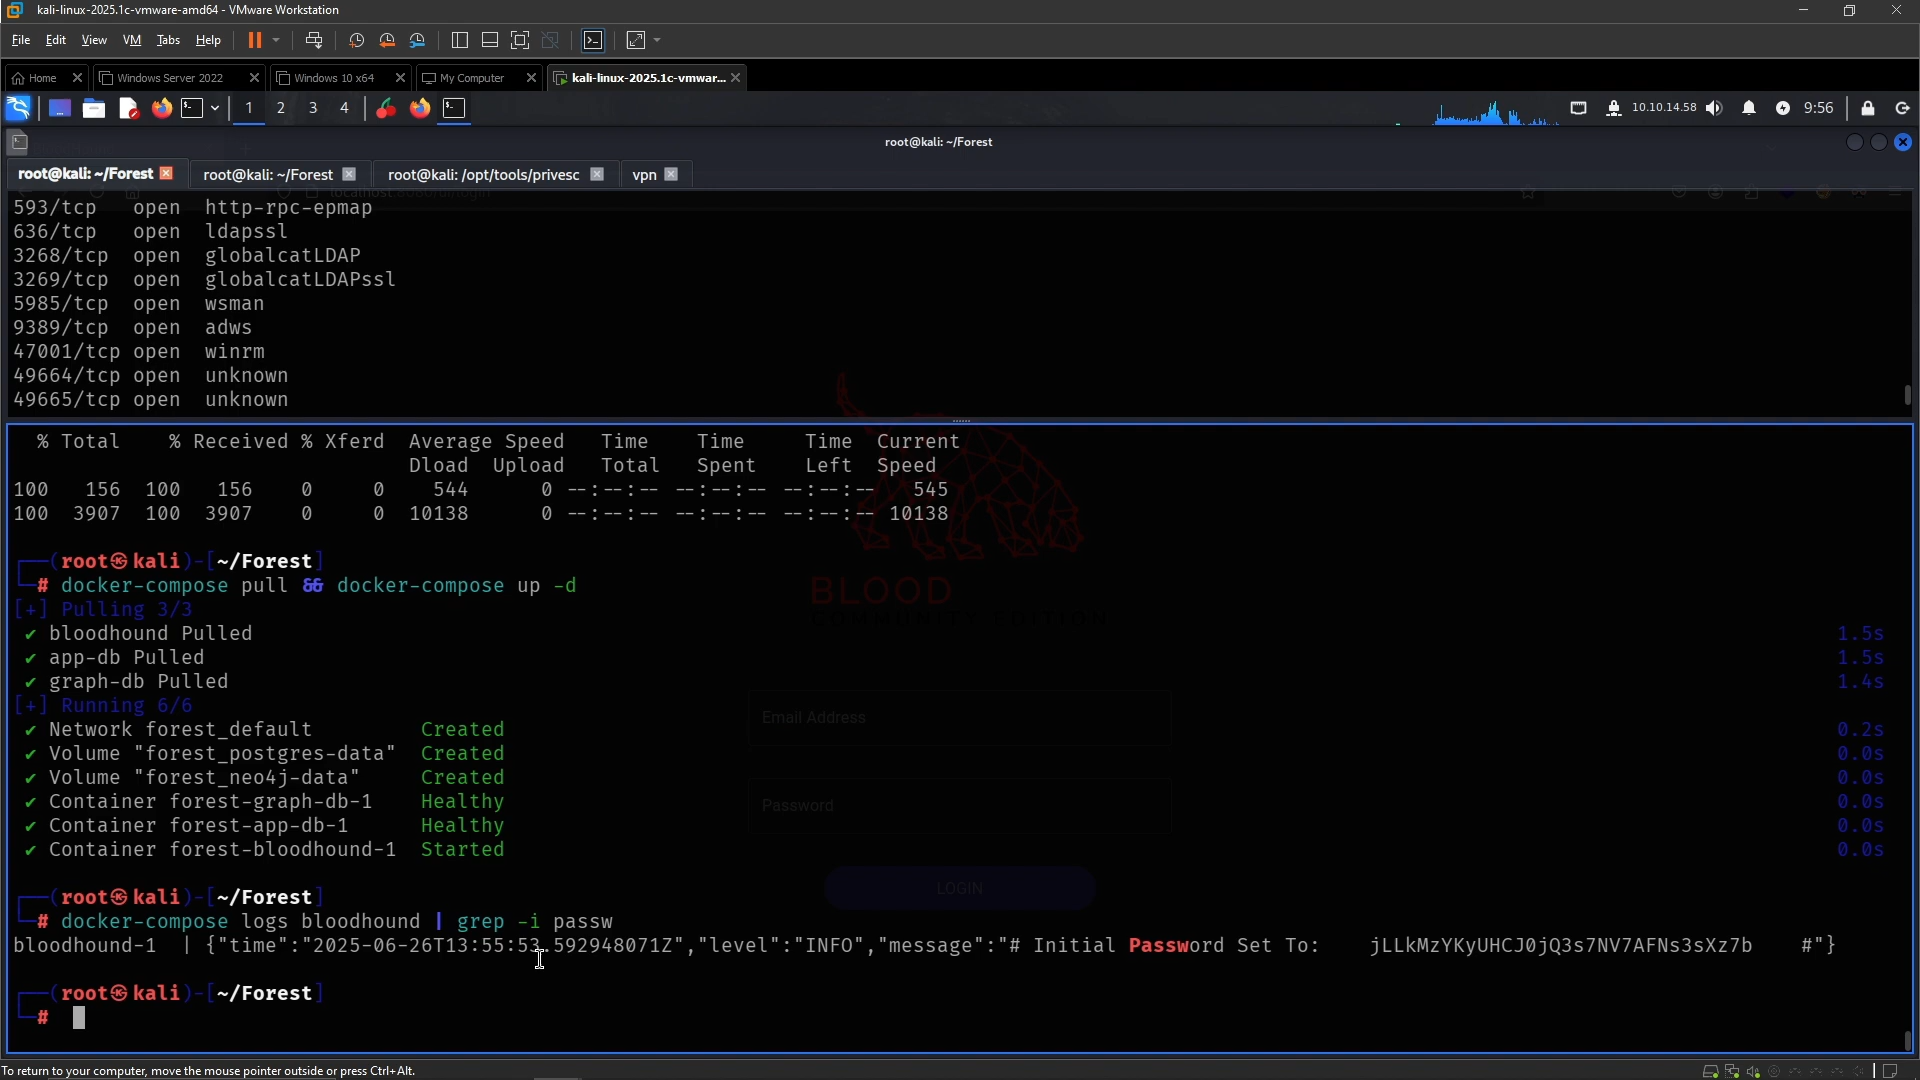 kali-linux-2025.1c-vmware-amd64 - VMware Workstation
File Edit View VM Tabs Help
Home Windows Server 2022 Windows 10 x64 My Computer kali-linux-2025.1c-vmwar...
1 2 3 4 10.10.14.58 9:56
root@kali: ~/Forest
root@kali: ~/Forest root@kali: ~/Forest root@kali: /opt/tools/privesc vpn
593/tcp open http-rpc-epmap
636/tcp open ldapssl
3268/tcp open globalcatLDAP
3269/tcp open globalcatLDAPssl
5985/tcp open wsman
9389/tcp open adws
47001/tcp open winrm
49664/tcp open unknown
49665/tcp open unknown
% Total % Received % Xferd Average Speed Time Time Time Current
Dload Upload Total Spent Left Speed
100 156 100 156 0 0 544 0 --:--:-- --:--:-- --:--:-- 545
100 3907 100 3907 0 0 10138 0 --:--:-- --:--:-- --:--:-- 10138
┌──(root㉿kali)-[~/Forest]
└─# docker-compose pull && docker-compose up -d
[+] Pulling 3/3
✔ bloodhound Pulled 1.5s
✔ app-db Pulled 1.5s
✔ graph-db Pulled 1.4s
[+] Running 6/6
✔ Network forest_default Created 0.2s
✔ Volume "forest_postgres-data" Created 0.0s
✔ Volume "forest_neo4j-data" Created 0.0s
✔ Container forest-graph-db-1 Healthy 0.0s
✔ Container forest-app-db-1 Healthy 0.0s
✔ Container forest-bloodhound-1 Started 0.0s
┌──(root㉿kali)-[~/Forest]
└─# docker-compose logs bloodhound | grep -i passw
bloodhound-1 | {"time":"2025-06-26T13:55:53.592948071Z","level":"INFO","message":"# Initial Password Set To: jLLkMzYKyUHCJ0jQ3s7NV7AFNs3sXz7b #"}
┌──(root㉿kali)-[~/Forest]
└─#
BLOOD
COMMUNITY EDITION
Email Address
Password
LOGIN
To return to your computer, move the mouse pointer outside or press Ctrl+Alt.